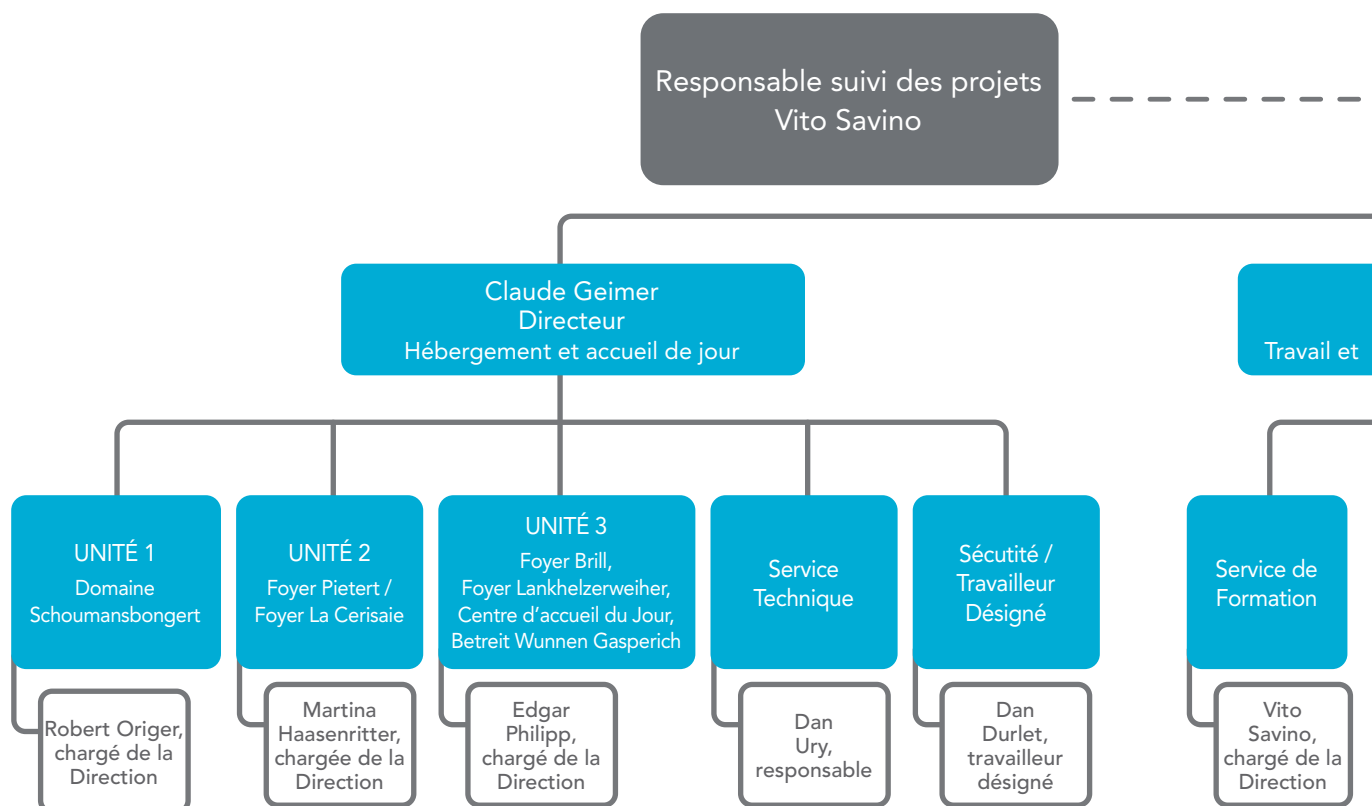 Responsable suivi des projets
Vito Savino
Claude Geimer
Directeur
Hébergement et accueil de jour
Travail et
UNITÉ 1
Domaine
Schoumansbongert
UNITÉ 2
Foyer Pietert /
Foyer La Cerisaie
UNITÉ 3
Foyer Brill,
Foyer Lankhelzerweiher,
Centre d’accueil du Jour,
Betreit Wunnen Gasperich
Service
Technique
Sécutité /
Travailleur
Désigné
Service de
Formation
Robert Origer,
chargé de la
Direction
Martina
Haasenritter,
chargée de la
Direction
Edgar
Philipp,
chargé de la
Direction
Dan
Ury,
responsable
Dan
Durlet,
travailleur
désigné
Vito
Savino,
chargé de la
Direction